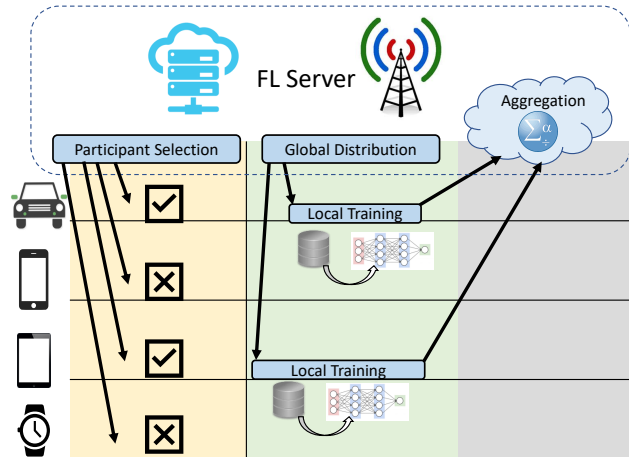 FL Server
Aggregation
Σ α ÷
Participant Selection
Global Distribution
Local Training
Local Training